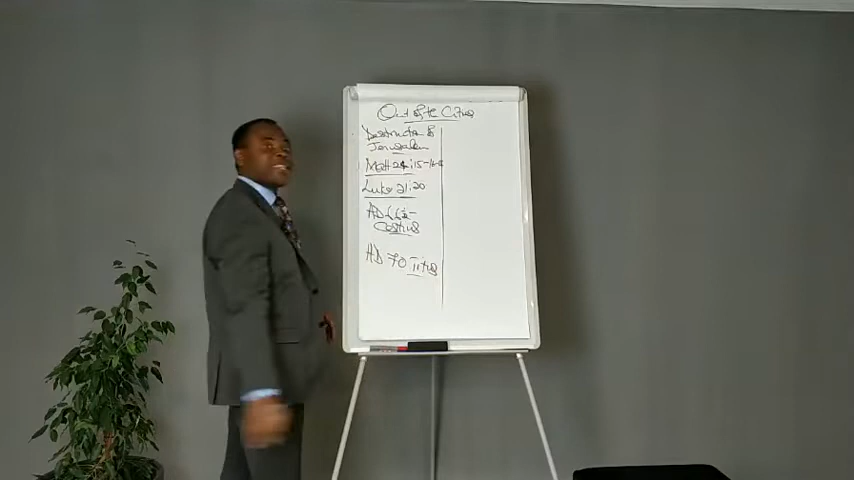 Out of the Cities
Destruction of
Jerusalem
Matt 24:15-16
Luke 21:20
AD 66-
Cestius
AD 70 Titus